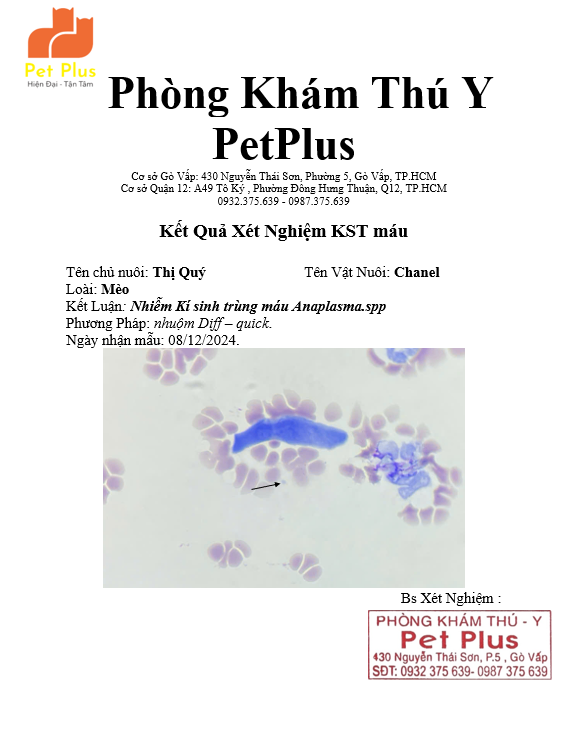 Pet Plus
Hiện Đại - Tận Tâm
Phòng Khám Thú Y
PetPlus
Cơ sở Gò Vấp: 430 Nguyễn Thái Sơn, Phường 5, Gò Vấp, TP.HCM
Cơ sở Quận 12: A49 Tô Ký , Phường Đông Hưng Thuận, Q12, TP.HCM
0932.375.639 - 0987.375.639
Kết Quả Xét Nghiệm KST máu
Tên chủ nuôi: Thị Quý Tên Vật Nuôi: Chanel
Loài: Mèo
Kết Luận: Nhiễm Kí sinh trùng máu Anaplasma.spp
Phương Pháp: nhuộm Diff – quick.
Ngày nhận mẫu: 08/12/2024.
Bs Xét Nghiệm :
PHÒNG KHÁM THÚ - Y
Pet Plus
430 Nguyễn Thái Sơn, P.5 , Gò Vấp
SĐT: 0932 375 639- 0987 375 639